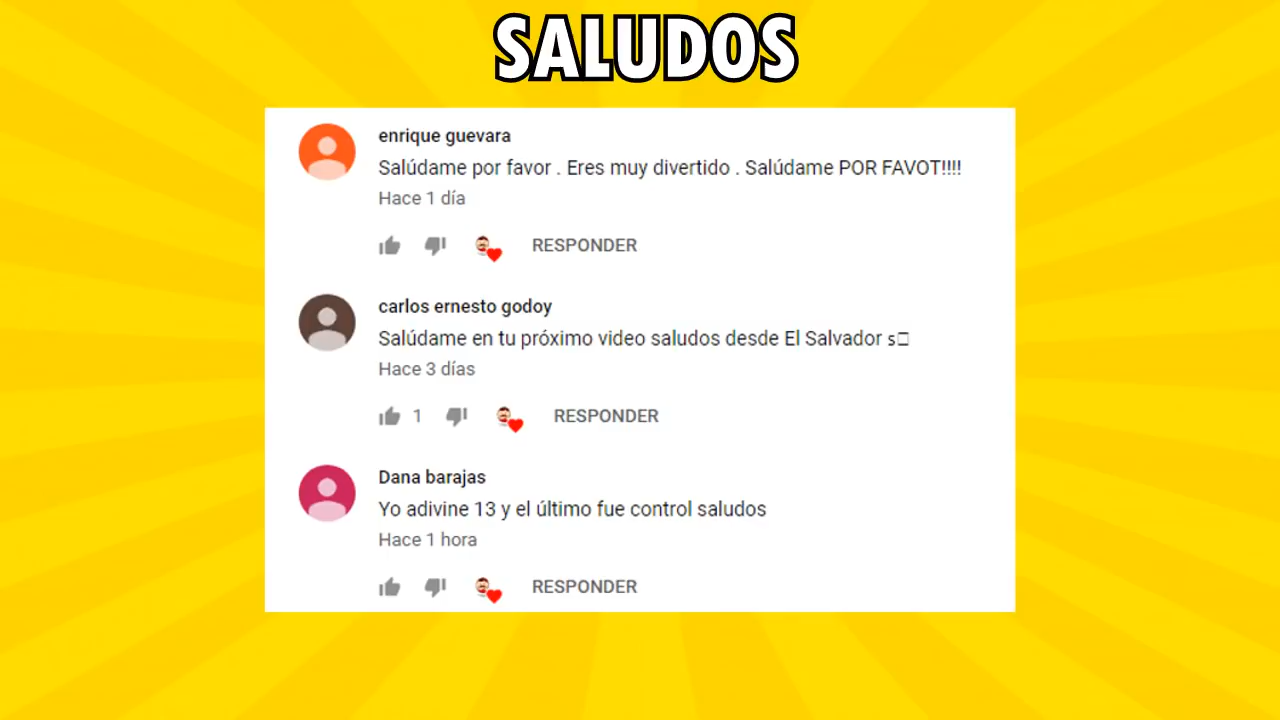 SALUDOS
enrique guevara
Salúdame por favor . Eres muy divertido . Salúdame POR FAVOT!!!!
Hace 1 día
RESPONDER
carlos ernesto godoy
Salúdame en tu próximo video saludos desde El Salvador s□
Hace 3 días
1 RESPONDER
Dana barajas
Yo adivine 13 y el último fue control saludos
Hace 1 hora
RESPONDER